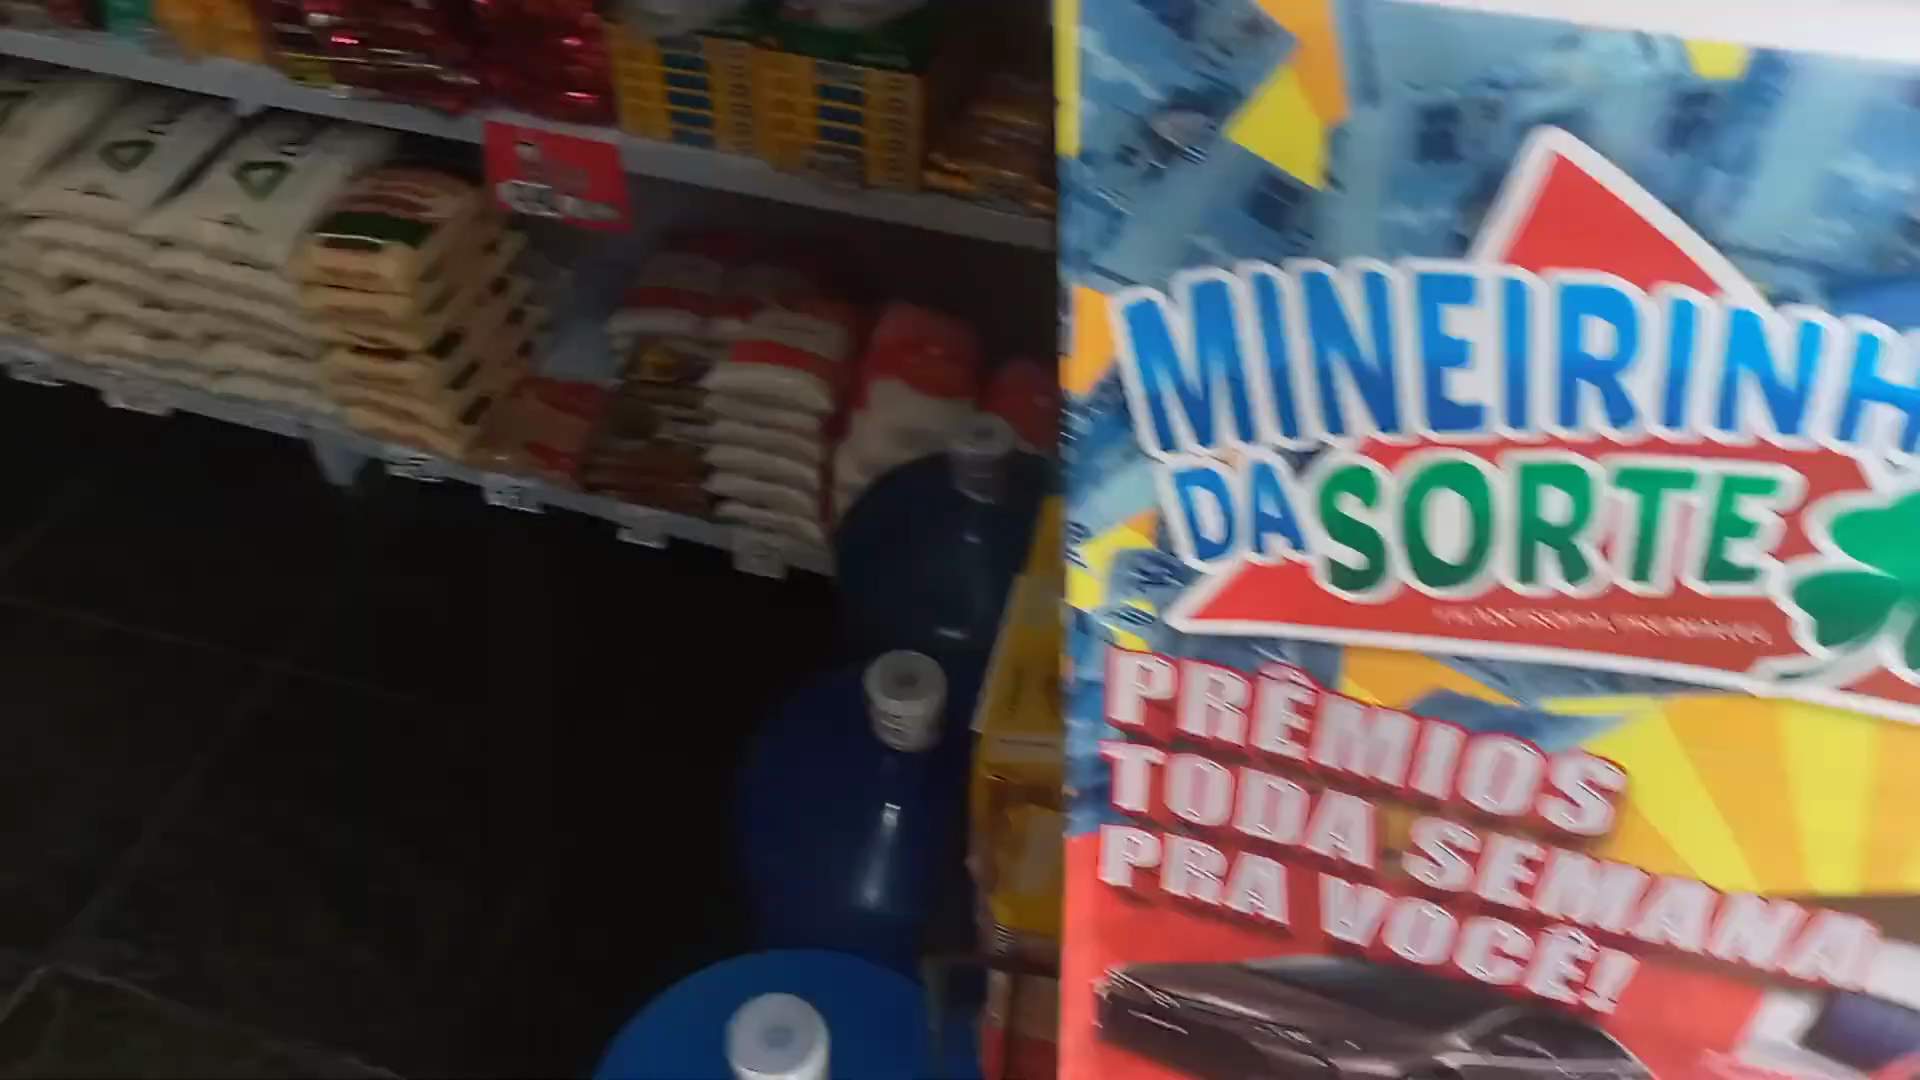 MINEIRINH
DA SORTE
PRÊMIOS
TODA SEMANA
PRA VOCÊ!